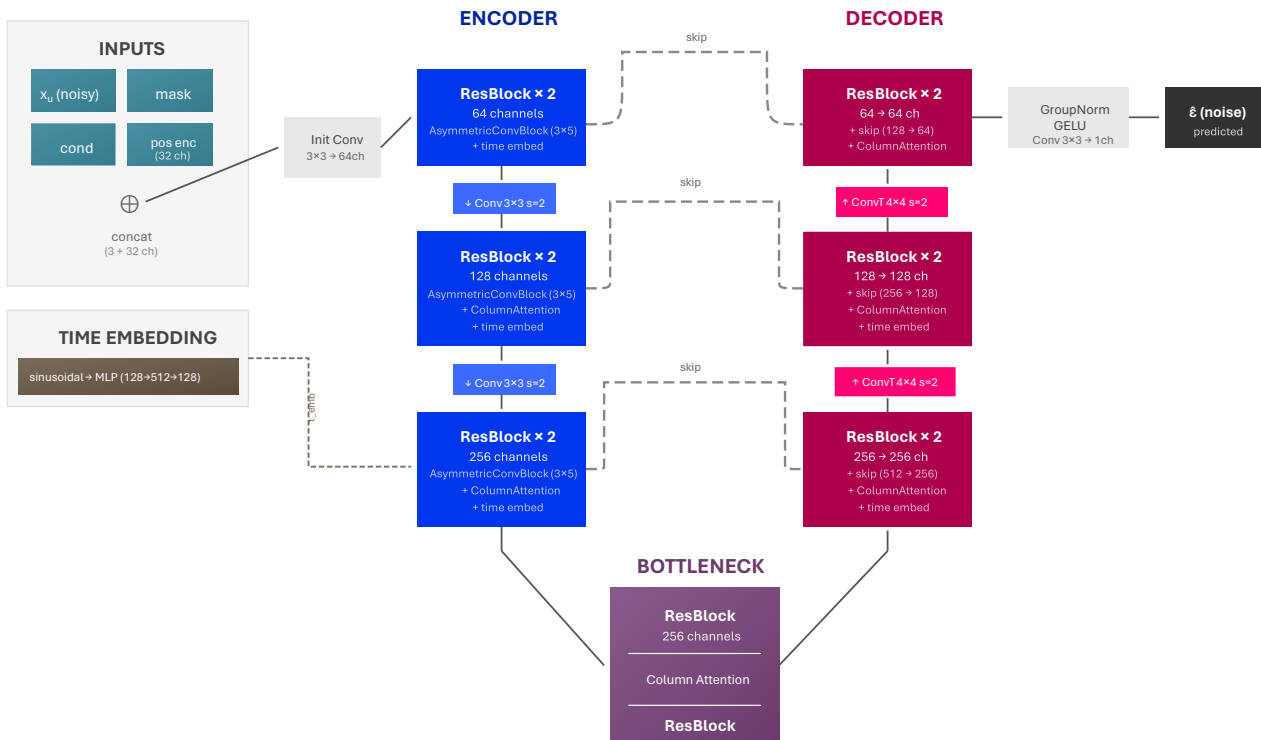 INPUTS
xᵤ (noisy)
mask
cond
pos enc
(32 ch)
⊕
concat
(3 + 32 ch)
TIME EMBEDDING
sinusoidal → MLP (128→512→128)
t_emb
Init Conv
3×3 → 64ch
ENCODER
ResBlock × 2
64 channels
AsymmetricConvBlock (3×5)
+ time embed
↓ Conv 3×3 s=2
ResBlock × 2
128 channels
AsymmetricConvBlock (3×5)
+ ColumnAttention
+ time embed
↓ Conv 3×3 s=2
ResBlock × 2
256 channels
AsymmetricConvBlock (3×5)
+ ColumnAttention
+ time embed
skip
skip
skip
BOTTLENECK
ResBlock
256 channels
Column Attention
ResBlock
DECODER
ResBlock × 2
64 → 64 ch
+ skip (128 → 64)
+ ColumnAttention
↑ ConvT 4×4 s=2
ResBlock × 2
128 → 128 ch
+ skip (256 → 128)
+ ColumnAttention
+ time embed
↑ ConvT 4×4 s=2
ResBlock × 2
256 → 256 ch
+ skip (512 → 256)
+ ColumnAttention
+ time embed
GroupNorm
GELU
Conv 3×3 → 1ch
ε̂ (noise)
predicted